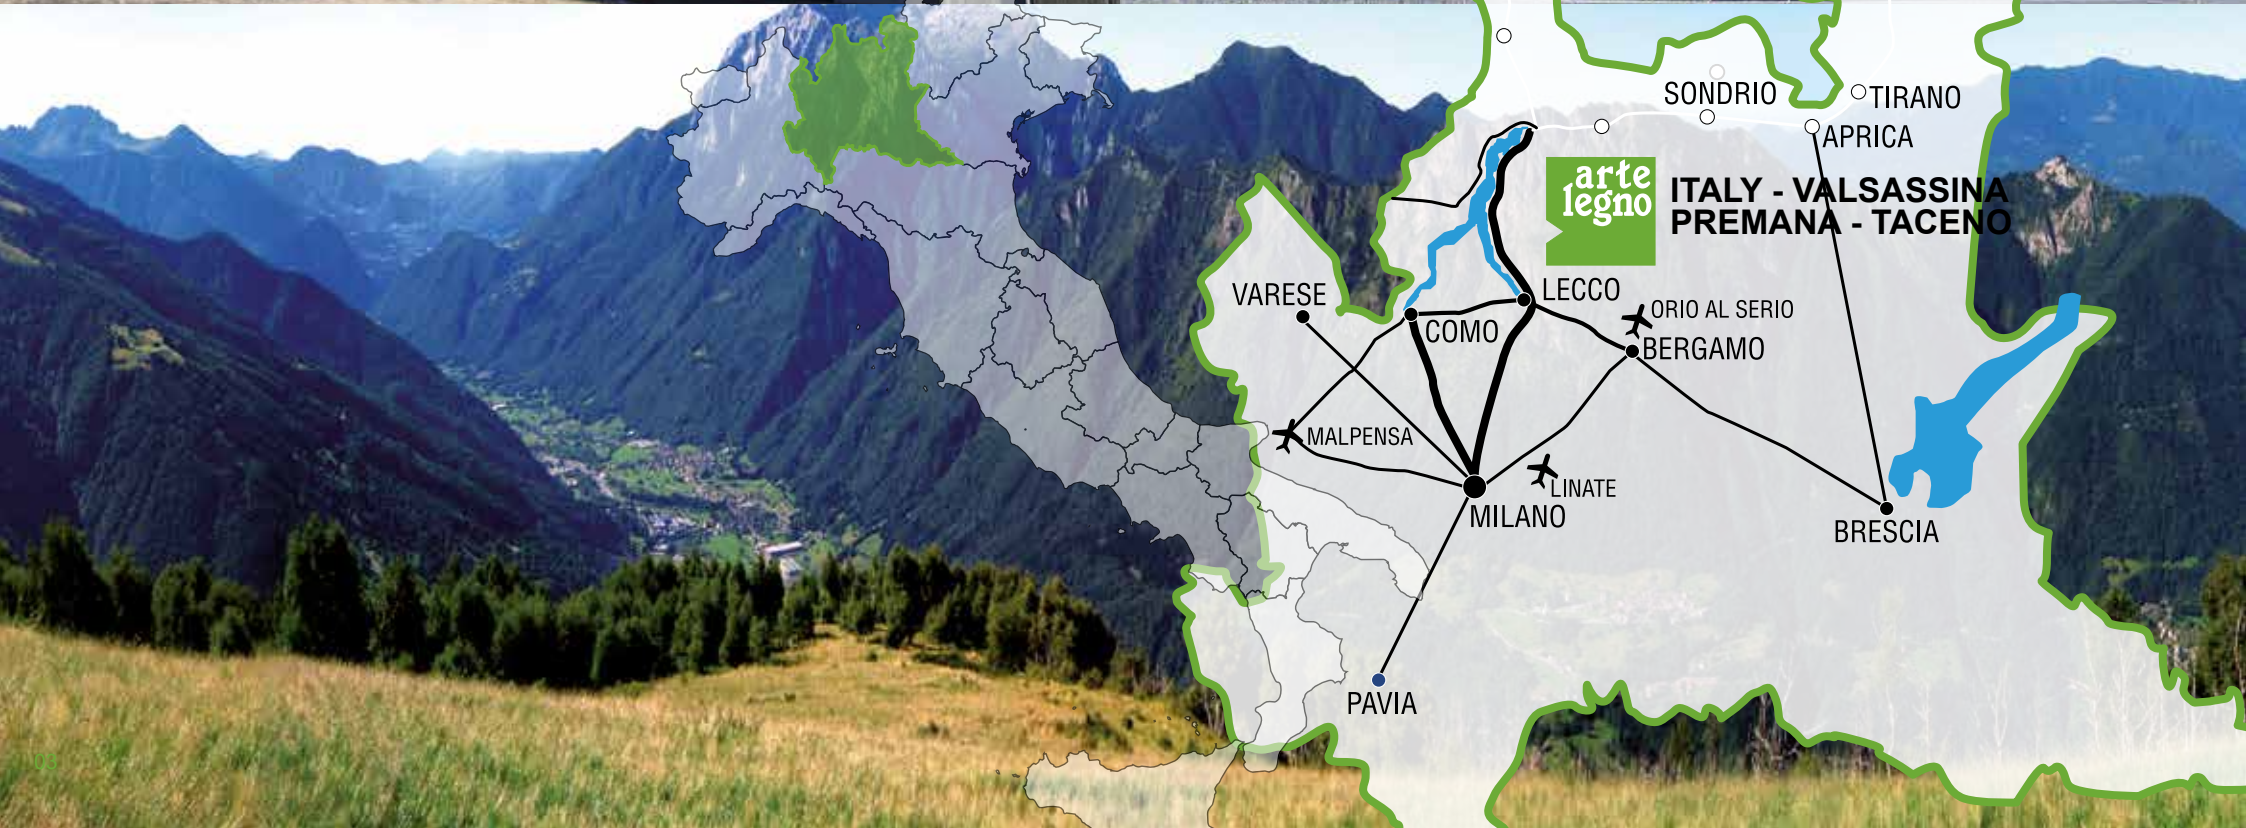 SONDRIO
TIRANO
APRICA
arte
legno
ITALY - VALSASSINA
PREMANA - TACENO
LECCO
VARESE
ORIO AL SERIO
COMO
BERGAMO
MALPENSA
LINATE
MILANO
BRESCIA
PAVIA
03